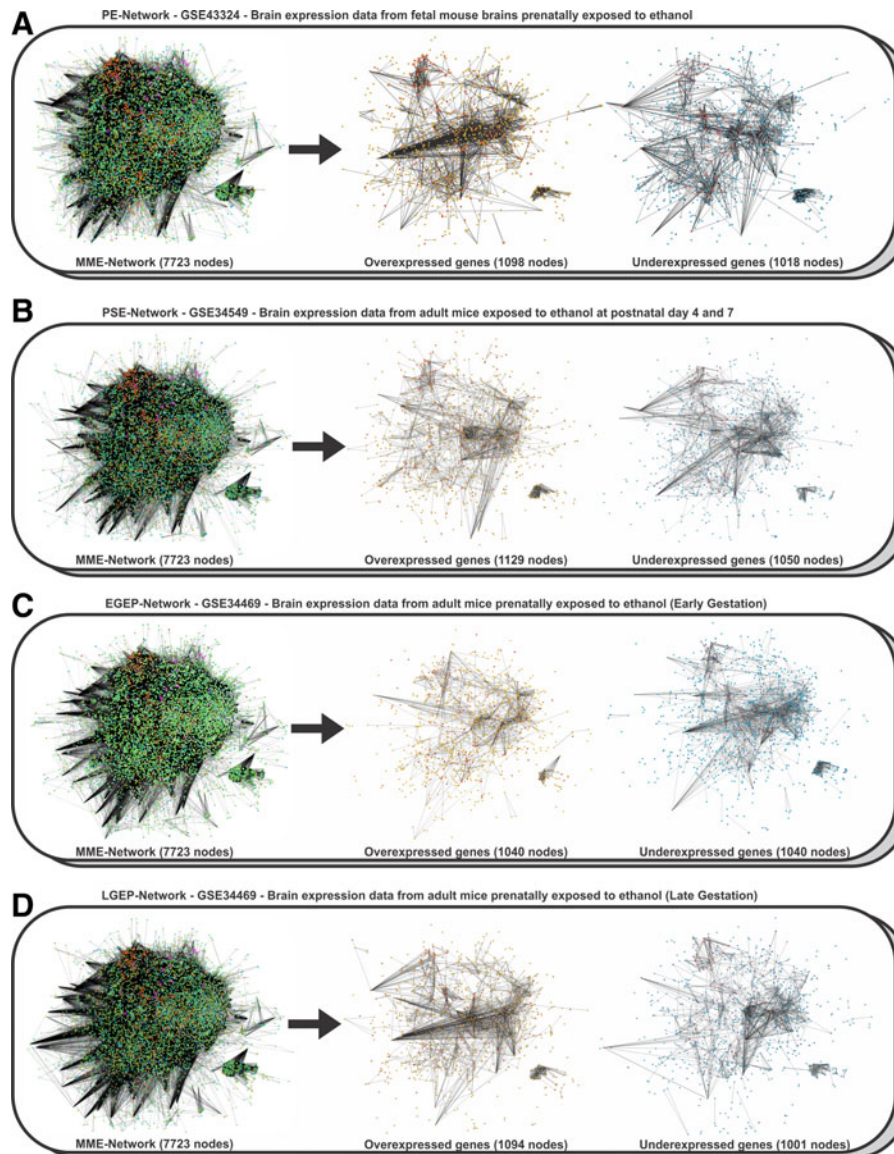 A
PE-Network - GSE43324 - Brain expression data from fetal mouse brains prenatally exposed to ethanol
MME-Network (7723 nodes)
Overexpressed genes (1098 nodes)
Underexpressed genes (1018 nodes)
B
PSE-Network - GSE34549 - Brain expression data from adult mice exposed to ethanol at postnatal day 4 and 7
MME-Network (7723 nodes)
Overexpressed genes (1129 nodes)
Underexpressed genes (1050 nodes)
C
EGEP-Network - GSE34469 - Brain expression data from adult mice prenatally exposed to ethanol (Early Gestation)
MME-Network (7723 nodes)
Overexpressed genes (1040 nodes)
Underexpressed genes (1040 nodes)
D
LGEP-Network - GSE34469 - Brain expression data from adult mice prenatally exposed to ethanol (Late Gestation)
MME-Network (7723 nodes)
Overexpressed genes (1094 nodes)
Underexpressed genes (1001 nodes)